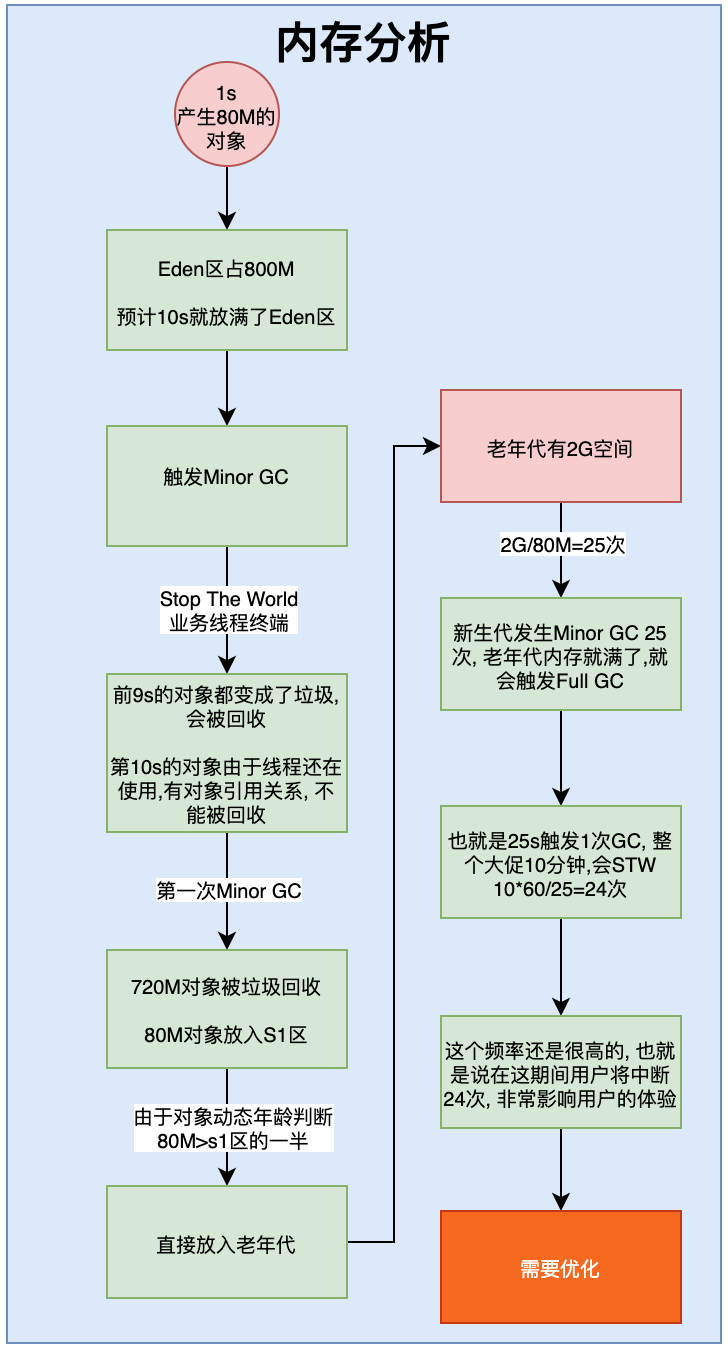 内存分析
1s
产生80M的
对象
Eden区占800M
预计10s就放满了Eden区
触发Minor GC
Stop The World
业务线程终端
前9s的对象都变成了垃圾,
会被回收
第10s的对象由于线程还在
使用,有对象引用关系, 不
能被回收
第一次Minor GC
720M对象被垃圾回收
80M对象放入S1区
由于对象动态年龄判断
80M>s1区的一半
直接放入老年代
老年代有2G空间
2G/80M=25次
新生代发生Minor GC 25
次, 老年代内存就满了,就
会触发Full GC
也就是25s触发1次GC, 整
个大促10分钟,会STW
10*60/25=24次
这个频率还是很高的, 也就
是说在这期间用户将中断
24次, 非常影响用户的体验
需要优化